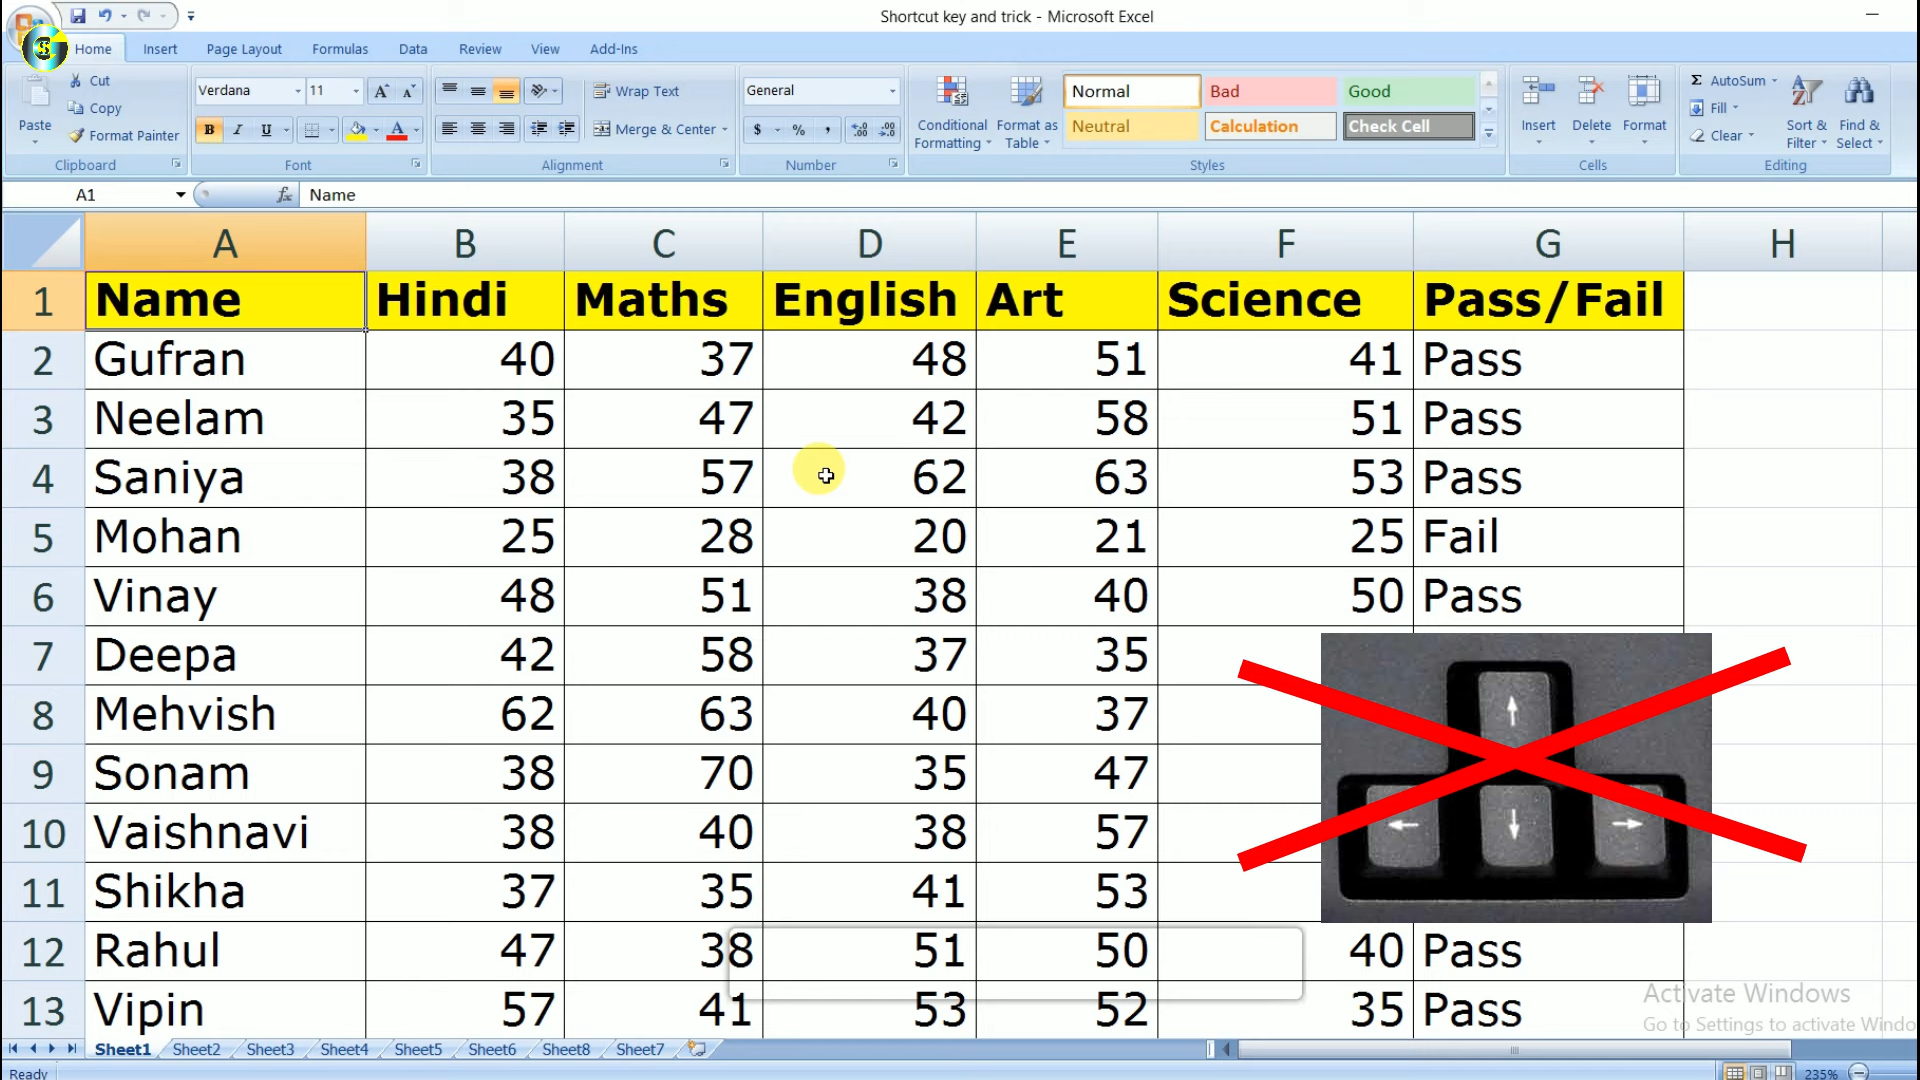 Shortcut key and trick - Microsoft Excel
Home Insert Page Layout Formulas Data Review View Add-Ins
Paste
Cut
Copy
Format Painter
Clipboard
Verdana 11
B I U
Font
Wrap Text
Merge & Center
Alignment
General
$ % ,
Number
Conditional Formatting
Format as Table
Normal Bad Good
Neutral Calculation Check Cell
Styles
Insert Delete Format
Cells
Σ AutoSum
Fill
Clear
Sort & Filter
Find & Select
Editing
A1 fx Name
A B C D E F G H
1 Name Hindi Maths English Art Science Pass/Fail
2 Gufran 40 37 48 51 41 Pass
3 Neelam 35 47 42 58 51 Pass
4 Saniya 38 57 62 63 53 Pass
5 Mohan 25 28 20 21 25 Fail
6 Vinay 48 51 38 40 50 Pass
7 Deepa 42 58 37 35
8 Mehvish 62 63 40 37
9 Sonam 38 70 35 47
10 Vaishnavi 38 40 38 57
11 Shikha 37 35 41 53
12 Rahul 47 38 51 50 40 Pass
13 Vipin 57 41 53 52 35 Pass
Activate Windows
Go to Settings to activate Windo
Sheet1 Sheet2 Sheet3 Sheet4 Sheet5 Sheet6 Sheet8 Sheet7
Ready 235%